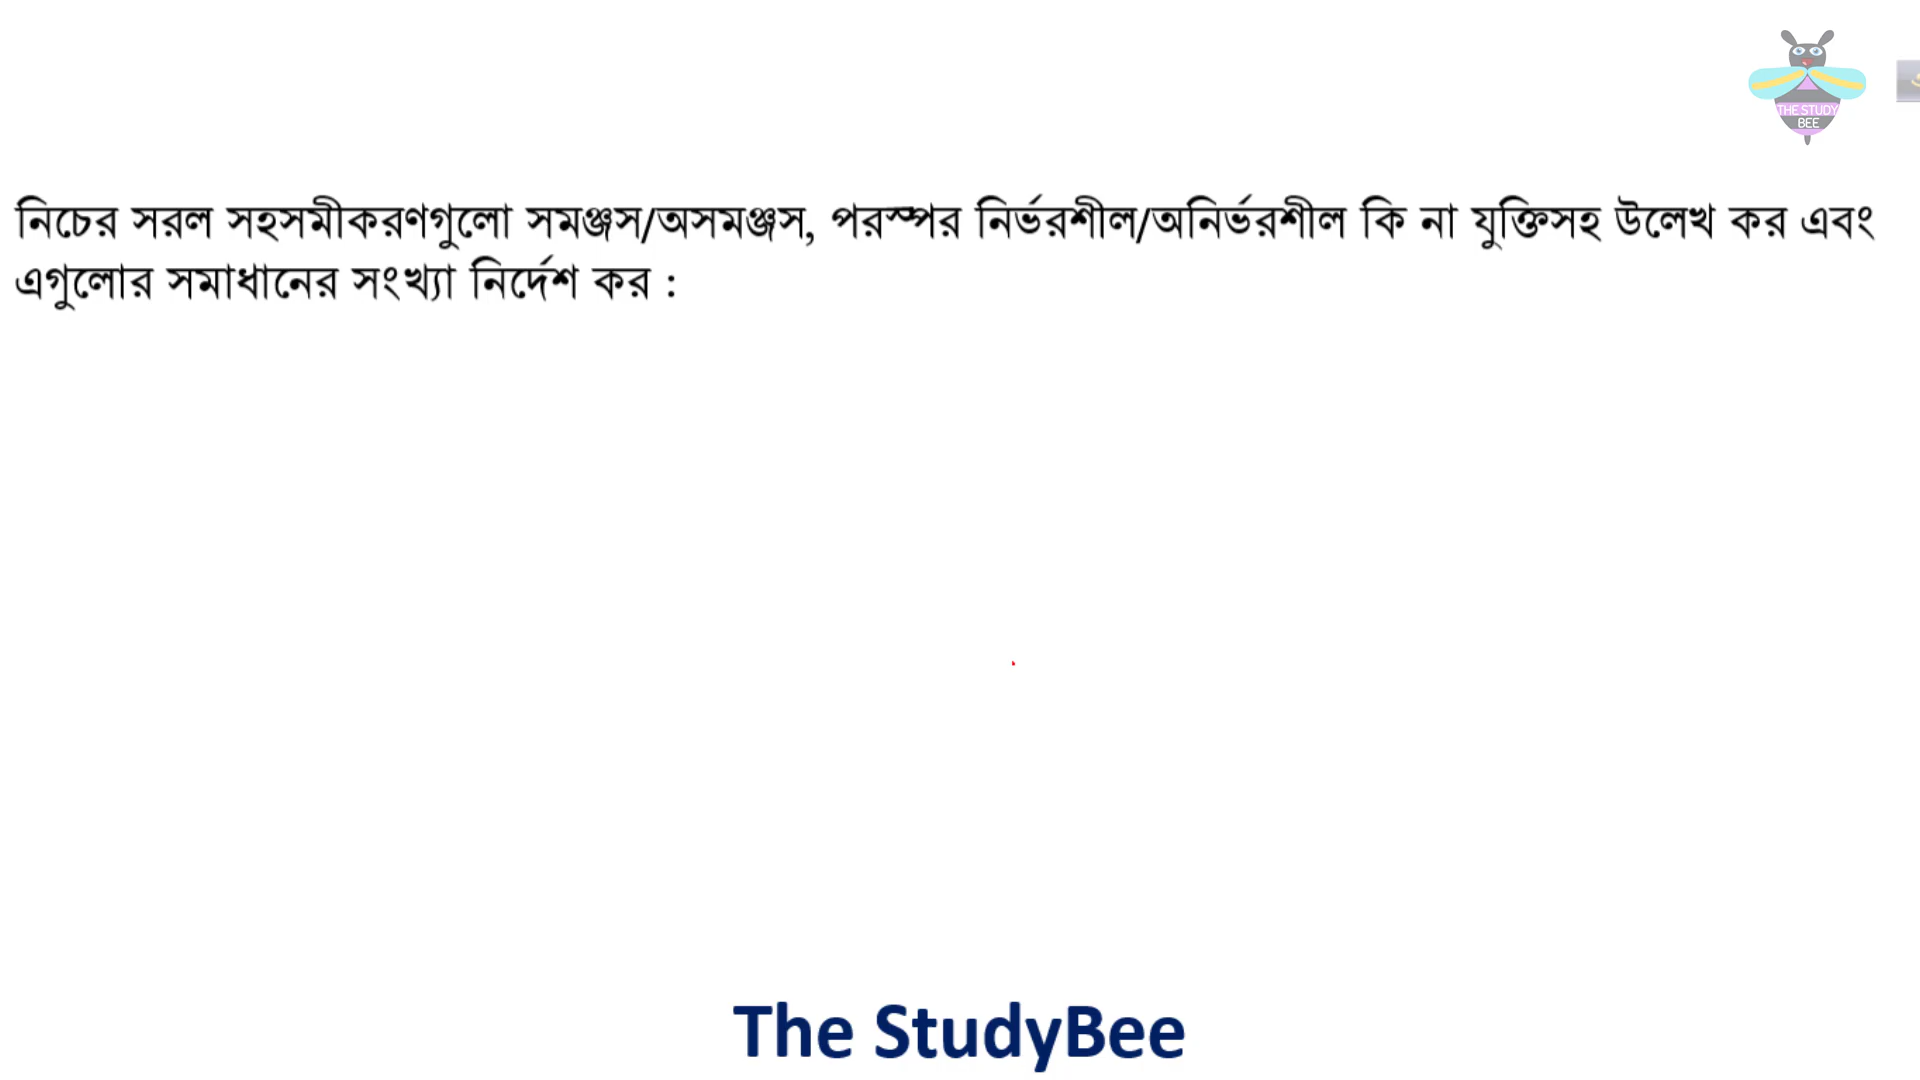 THE STUDY
BEE
নিচের সরল সহসমীকরণগুলো সমঞ্জস/অসমঞ্জস, পরস্পর নির্ভরশীল/অনির্ভরশীল কি না যুক্তিসহ উলেখ কর এবং
এগুলোর সমাধানের সংখ্যা নির্দেশ কর :
The StudyBee